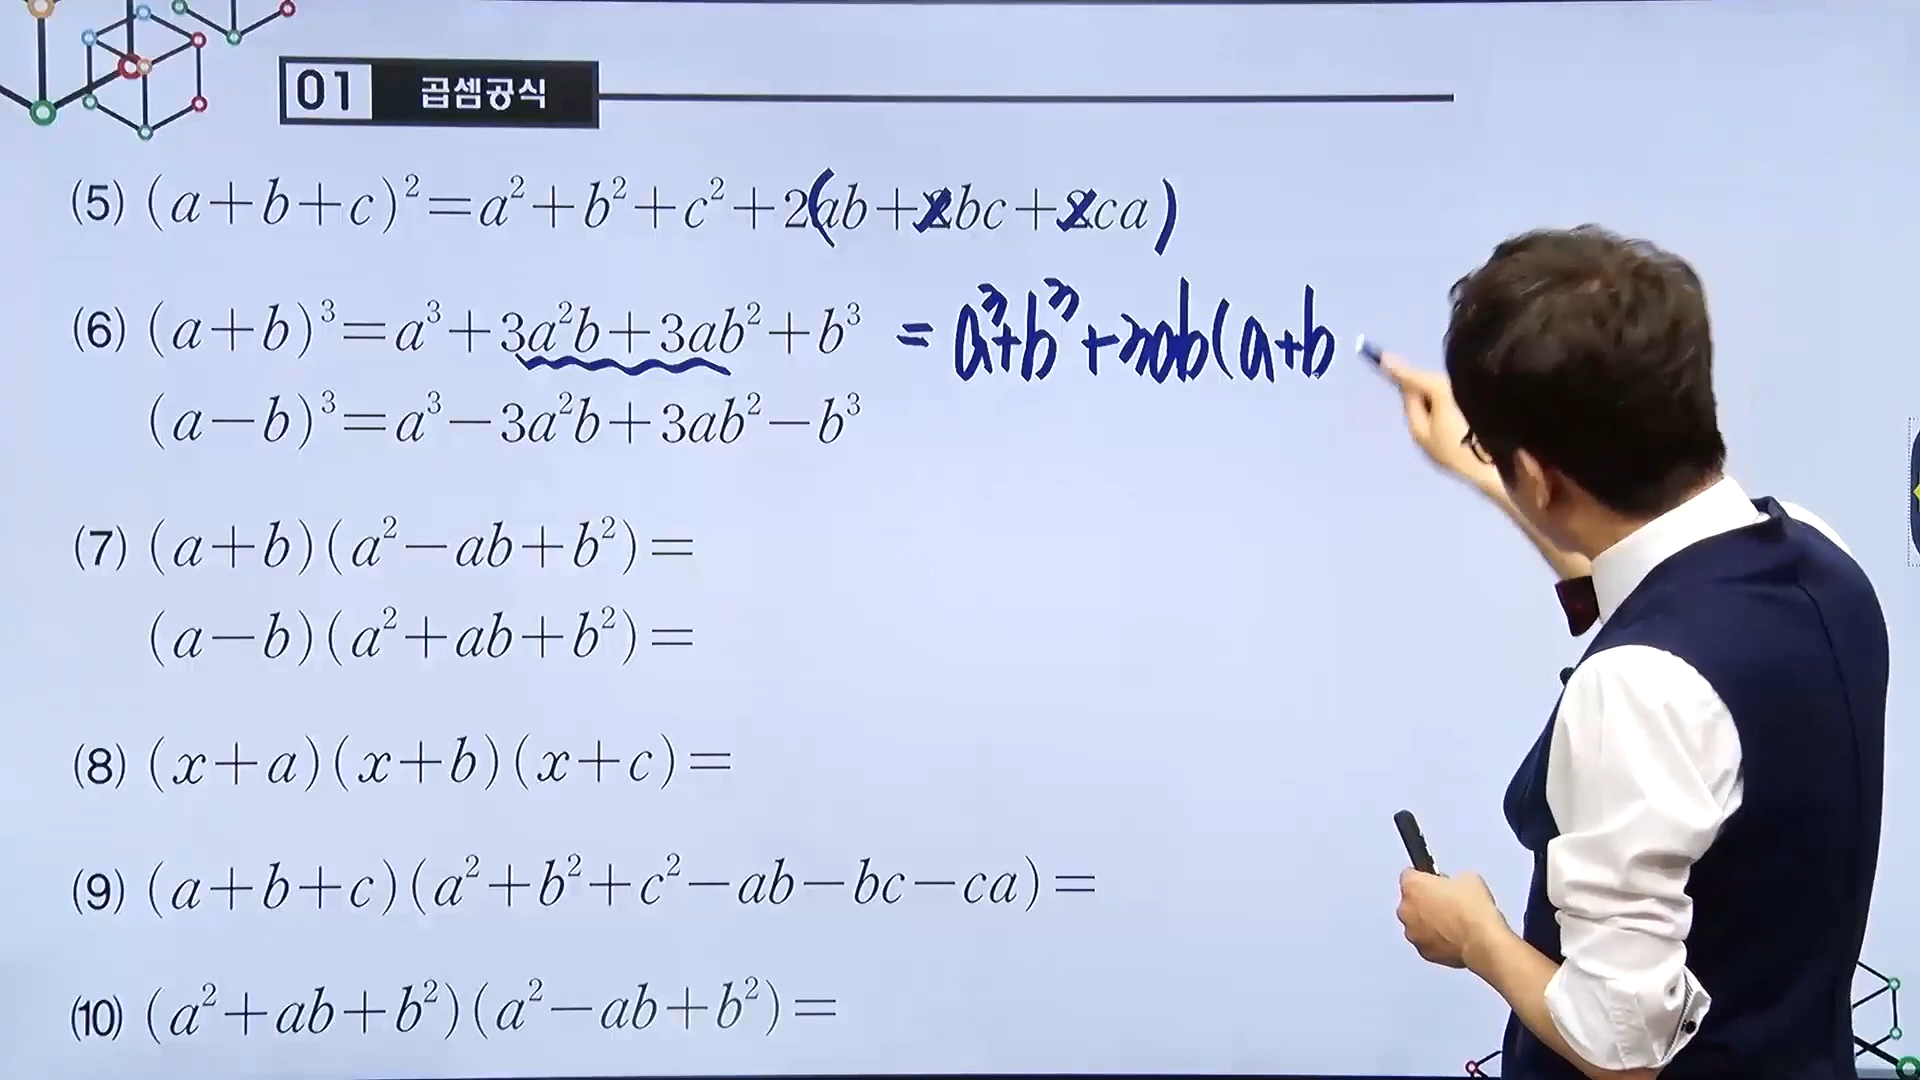 01 곱셈공식
(5) (a+b+c)²=a²+b²+c²+2(ab+2bc+2ca)
(6) (a+b)³=a³+3a²b+3ab²+b³ = a³+b³+3ab(a+b
(a-b)³=a³-3a²b+3ab²-b³
(7) (a+b)(a²-ab+b²)=
(a-b)(a²+ab+b²)=
(8) (x+a)(x+b)(x+c)=
(9) (a+b+c)(a²+b²+c²-ab-bc-ca)=
(10) (a²+ab+b²)(a²-ab+b²)=